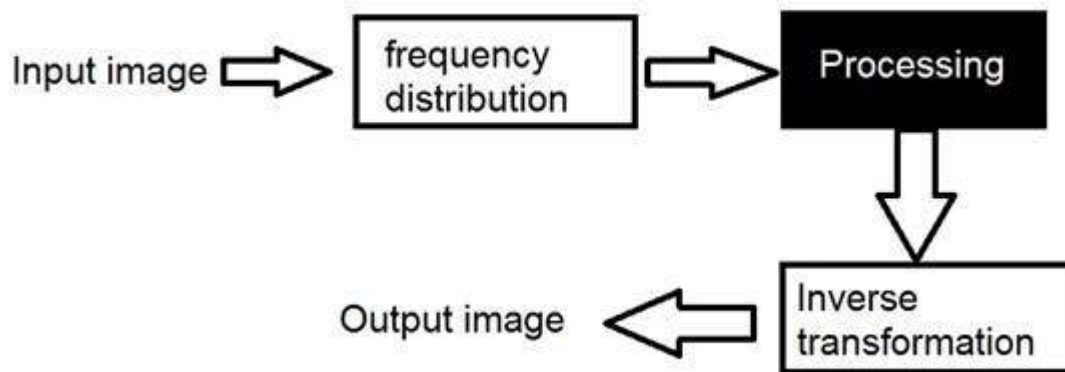 Input image
frequency
distribution
Processing
Inverse
transformation
Output image